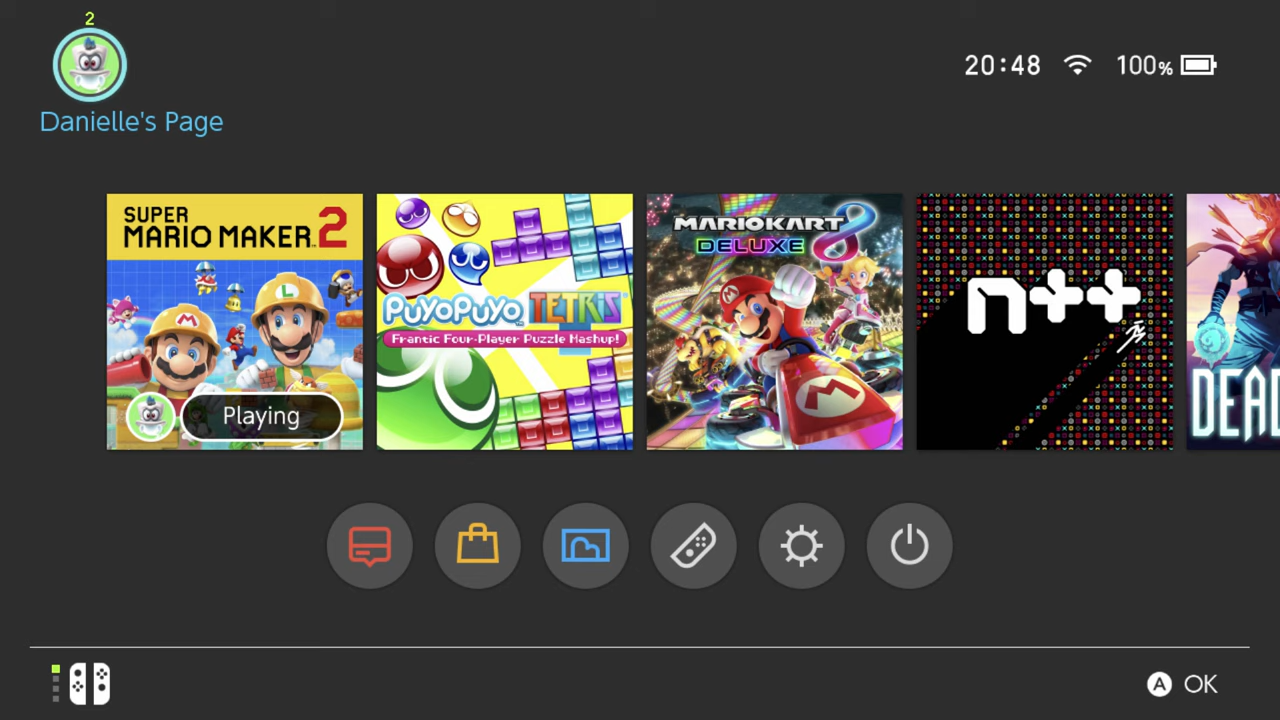 2
20:48
100%
Danielle's Page
SUPER
MARIO MAKER 2
Playing
PUYOPUYO TETRIS
Frantic Four-Player Puzzle Mashup!
MARIOKART 8
DELUXE
M
n++
A OK